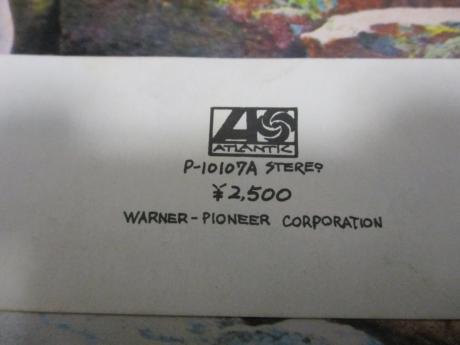 ATLANTIC
P-10107A STEREO
¥2,500
WARNER-PIONEER CORPORATION